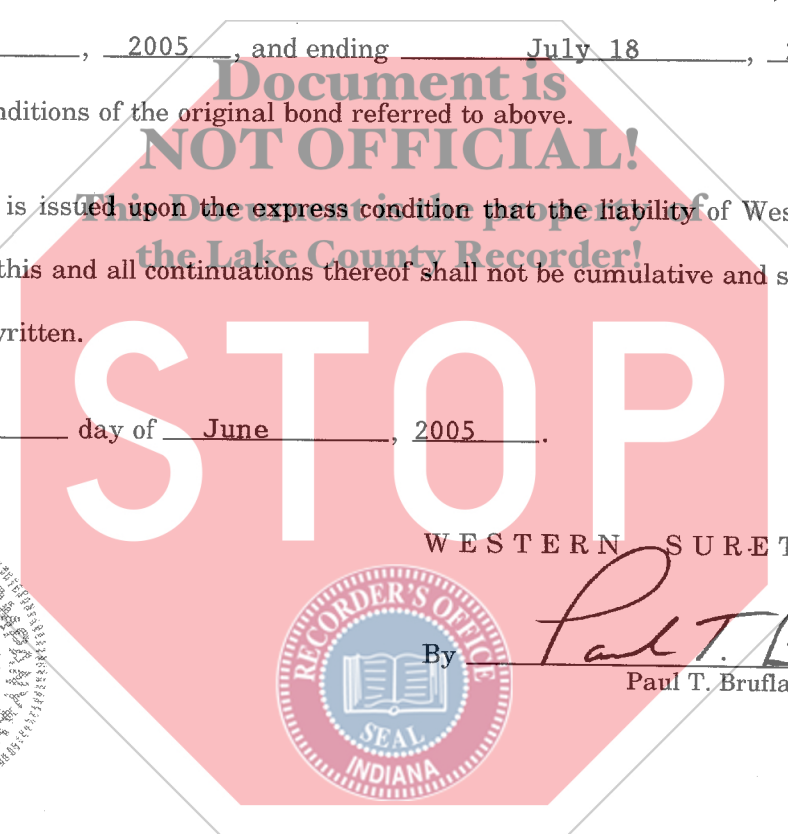 , 2005 , and ending July 18 ,
Document is
nditions of the original bond referred to above.
NOT OFFICIAL!
is issued upon the express condition that the liability of Wes
This Document is the property of
the Lake County Recorder!
this and all continuations thereof shall not be cumulative and s
written.
STOP
day of June , 2005 .
WESTERN SURET
RECORDER'S OFFICE
By Paul T.
Paul T. Brufla
SEAL
INDIANA